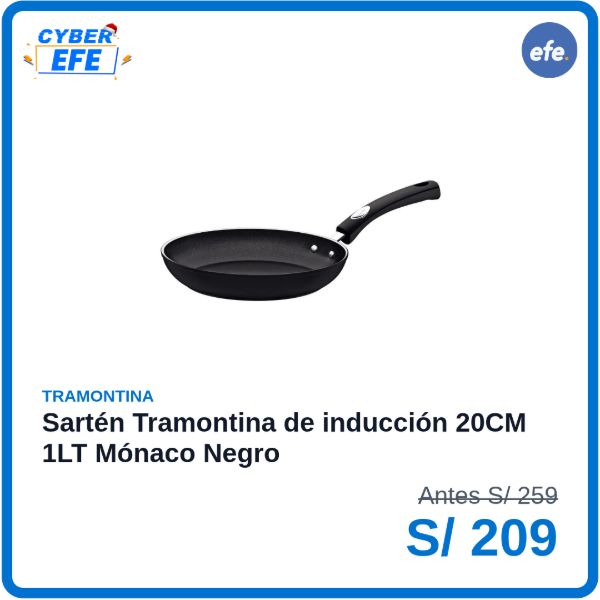 CYBER
EFE
efe.
TRAMONTINA
Sartén Tramontina de inducción 20CM
1LT Mónaco Negro
Antes S/ 259
S/ 209